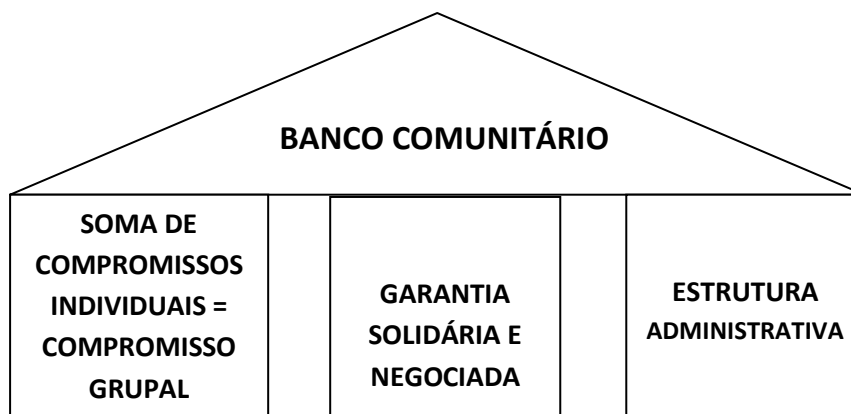 BANCO COMUNITÁRIO
SOMA DE
COMPROMISSOS
INDIVIDUAIS =
COMPROMISSO
GRUPAL
GARANTIA
SOLIDÁRIA E
NEGOCIADA
ESTRUTURA
ADMINISTRATIVA